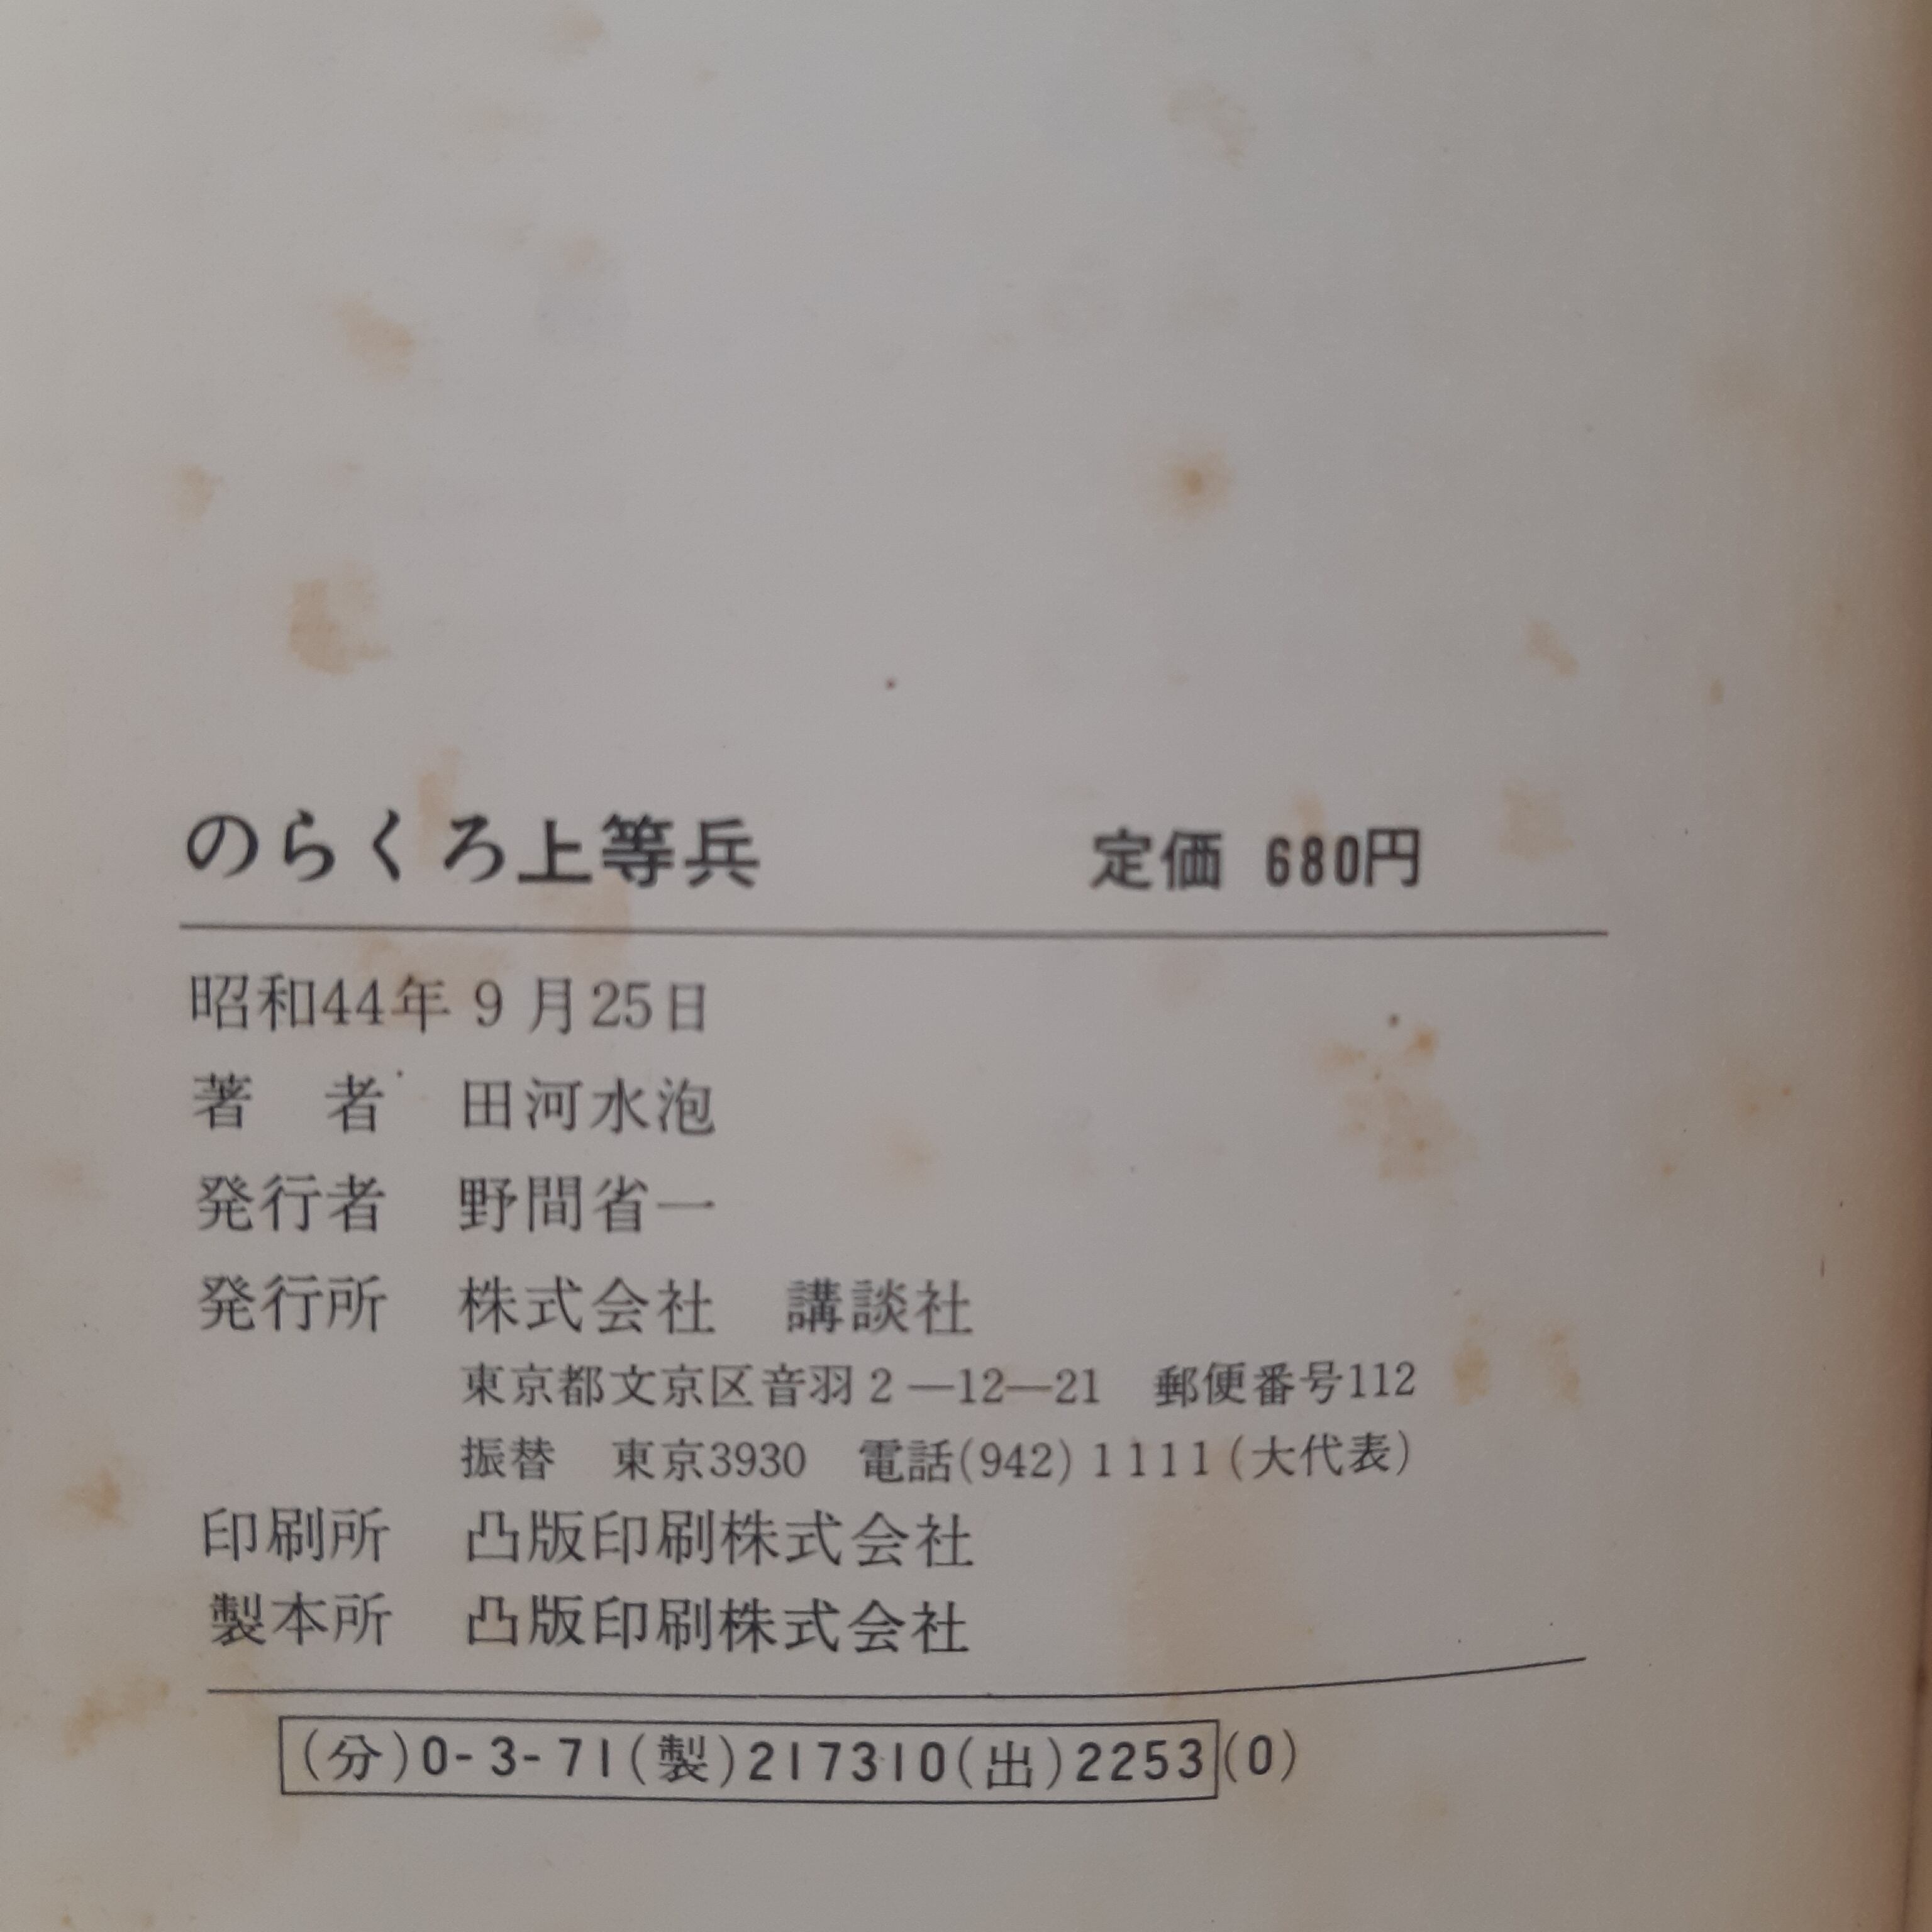 のらくろ上等兵　定価 680円
昭和44年9月25日
著　者　田河水泡
発行者　野間省一
発行所　株式会社　講談社
東京都文京区音羽2—12—21　郵便番号112
振替　東京3930　電話(942)1111(大代表)
印刷所　凸版印刷株式会社
製本所　凸版印刷株式会社
(分)0-3-71(製)217310(出)2253(0)